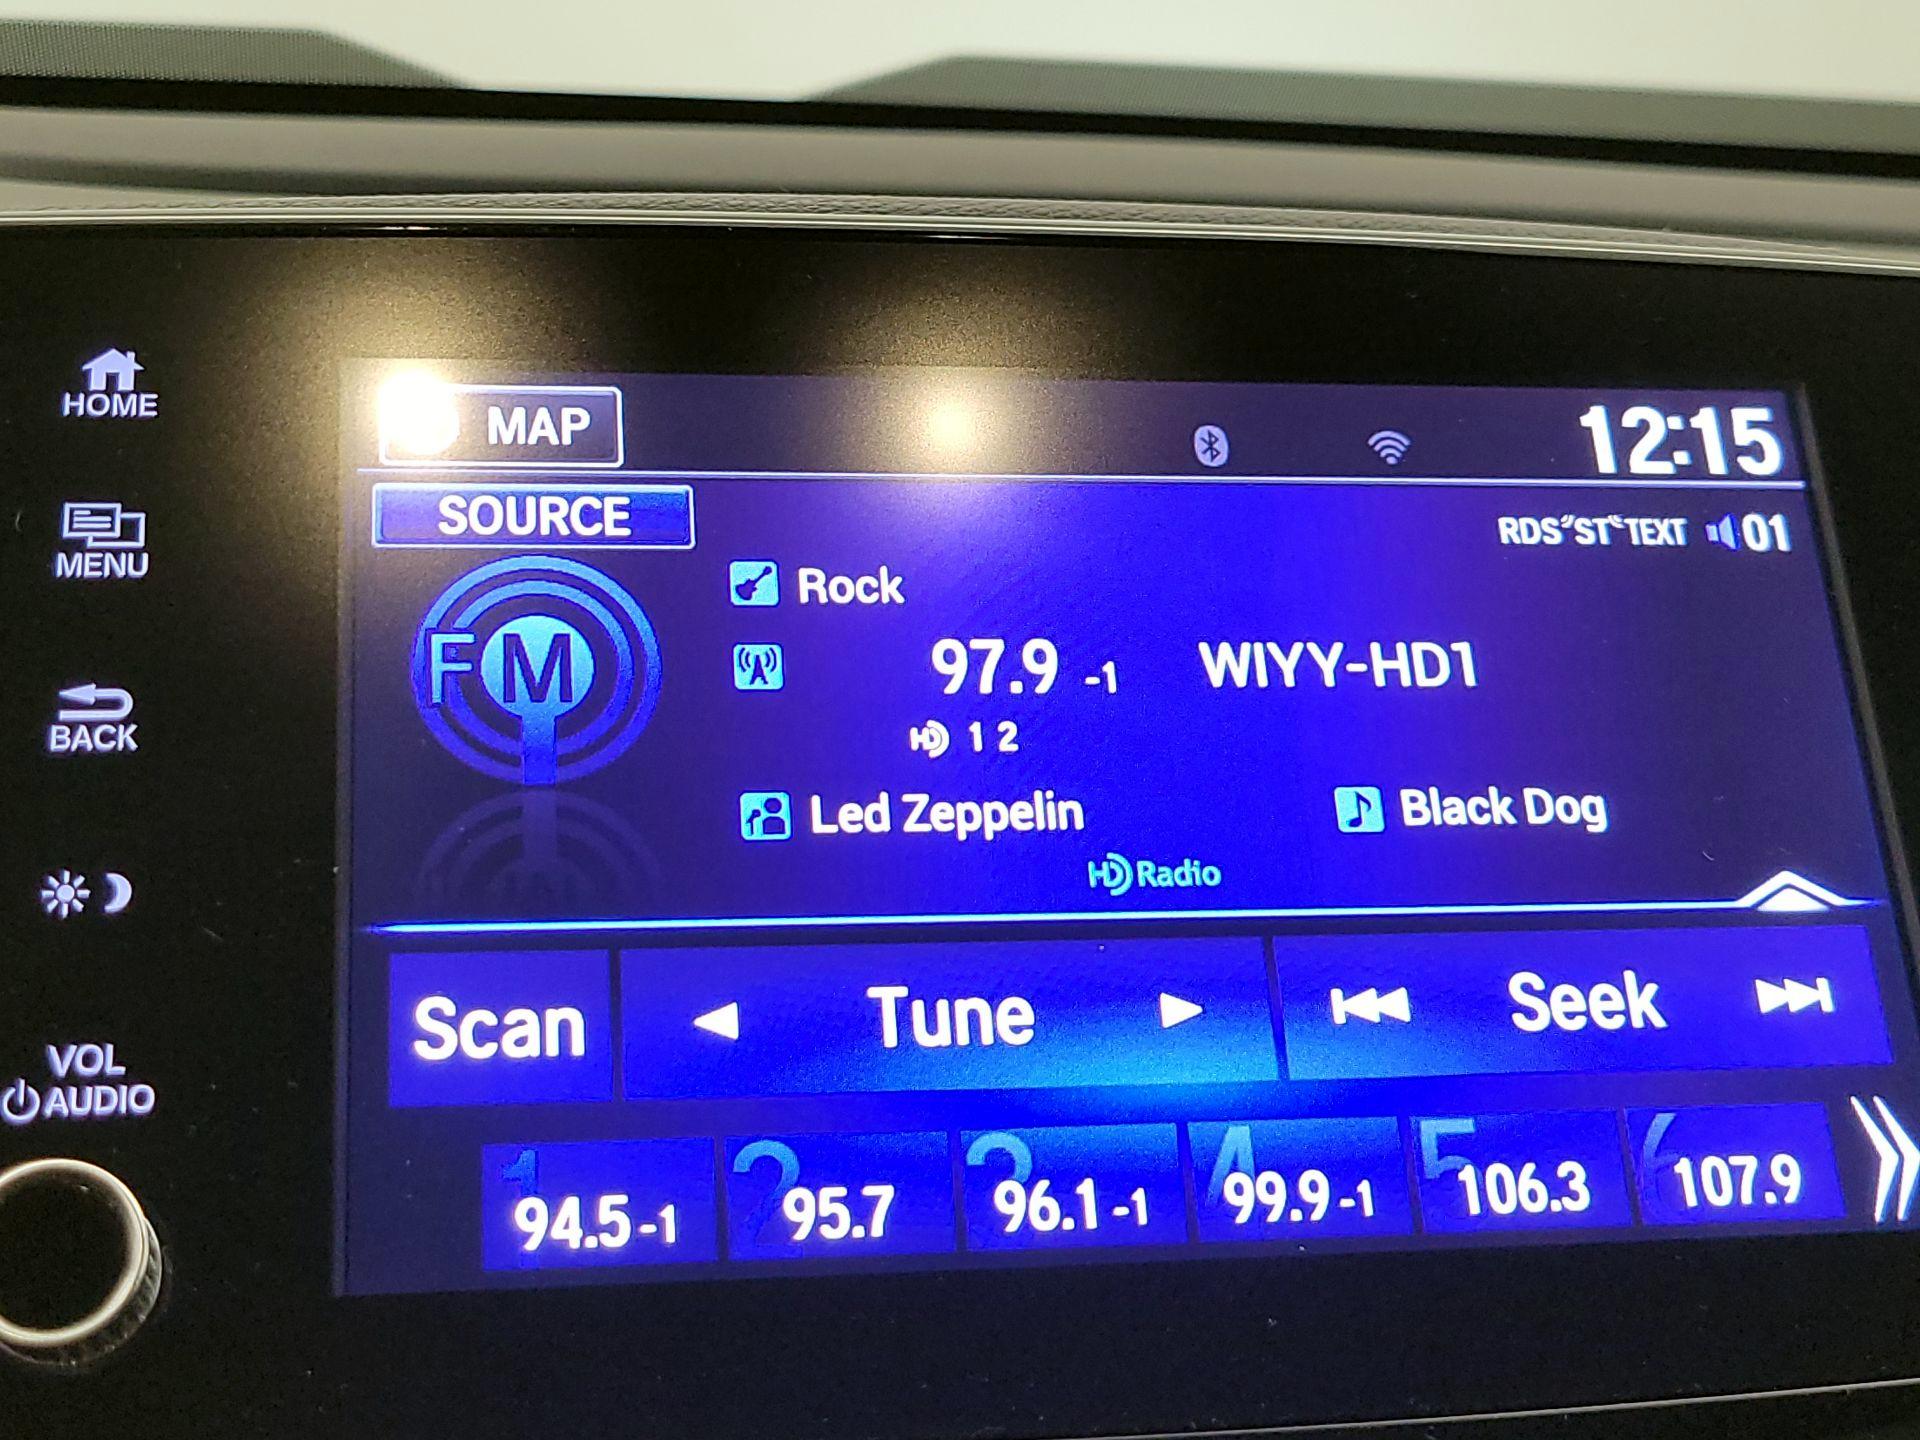 HOME
MAP
12:15
MENU
SOURCE
RDS ST TEXT 01
Rock
FM
97.9 -1 WIYY-HD1
HD 1 2
BACK
Led Zeppelin Black Dog
HD Radio
Scan Tune Seek
VOL
AUDIO
1 94.5-1
2 95.7
3 96.1-1
4 99.9-1
5 106.3
6 107.9